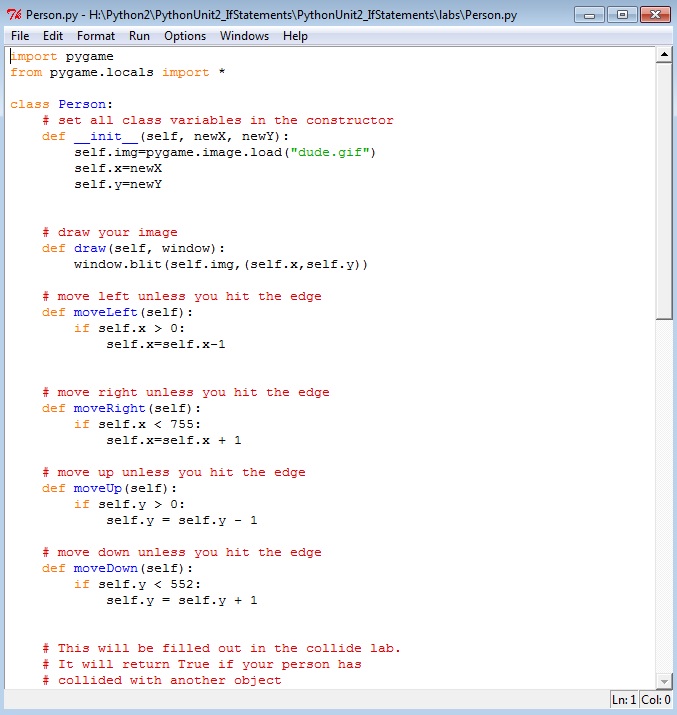 Person.py - H:\Python2\PythonUnit2_IfStatements\PythonUnit2_IfStatements\labs\Person.py
File Edit Format Run Options Windows Help
import pygame
from pygame.locals import *
class Person:
# set all class variables in the constructor
def __init__(self, newX, newY):
self.img=pygame.image.load("dude.gif")
self.x=newX
self.y=newY
# draw your image
def draw(self, window):
window.blit(self.img,(self.x,self.y))
# move left unless you hit the edge
def moveLeft(self):
if self.x > 0:
self.x=self.x-1
# move right unless you hit the edge
def moveRight(self):
if self.x < 755:
self.x=self.x + 1
# move up unless you hit the edge
def moveUp(self):
if self.y > 0:
self.y = self.y - 1
# move down unless you hit the edge
def moveDown(self):
if self.y < 552:
self.y = self.y + 1
# This will be filled out in the collide lab.
# It will return True if your person has
# collided with another object
Ln: 1 Col: 0